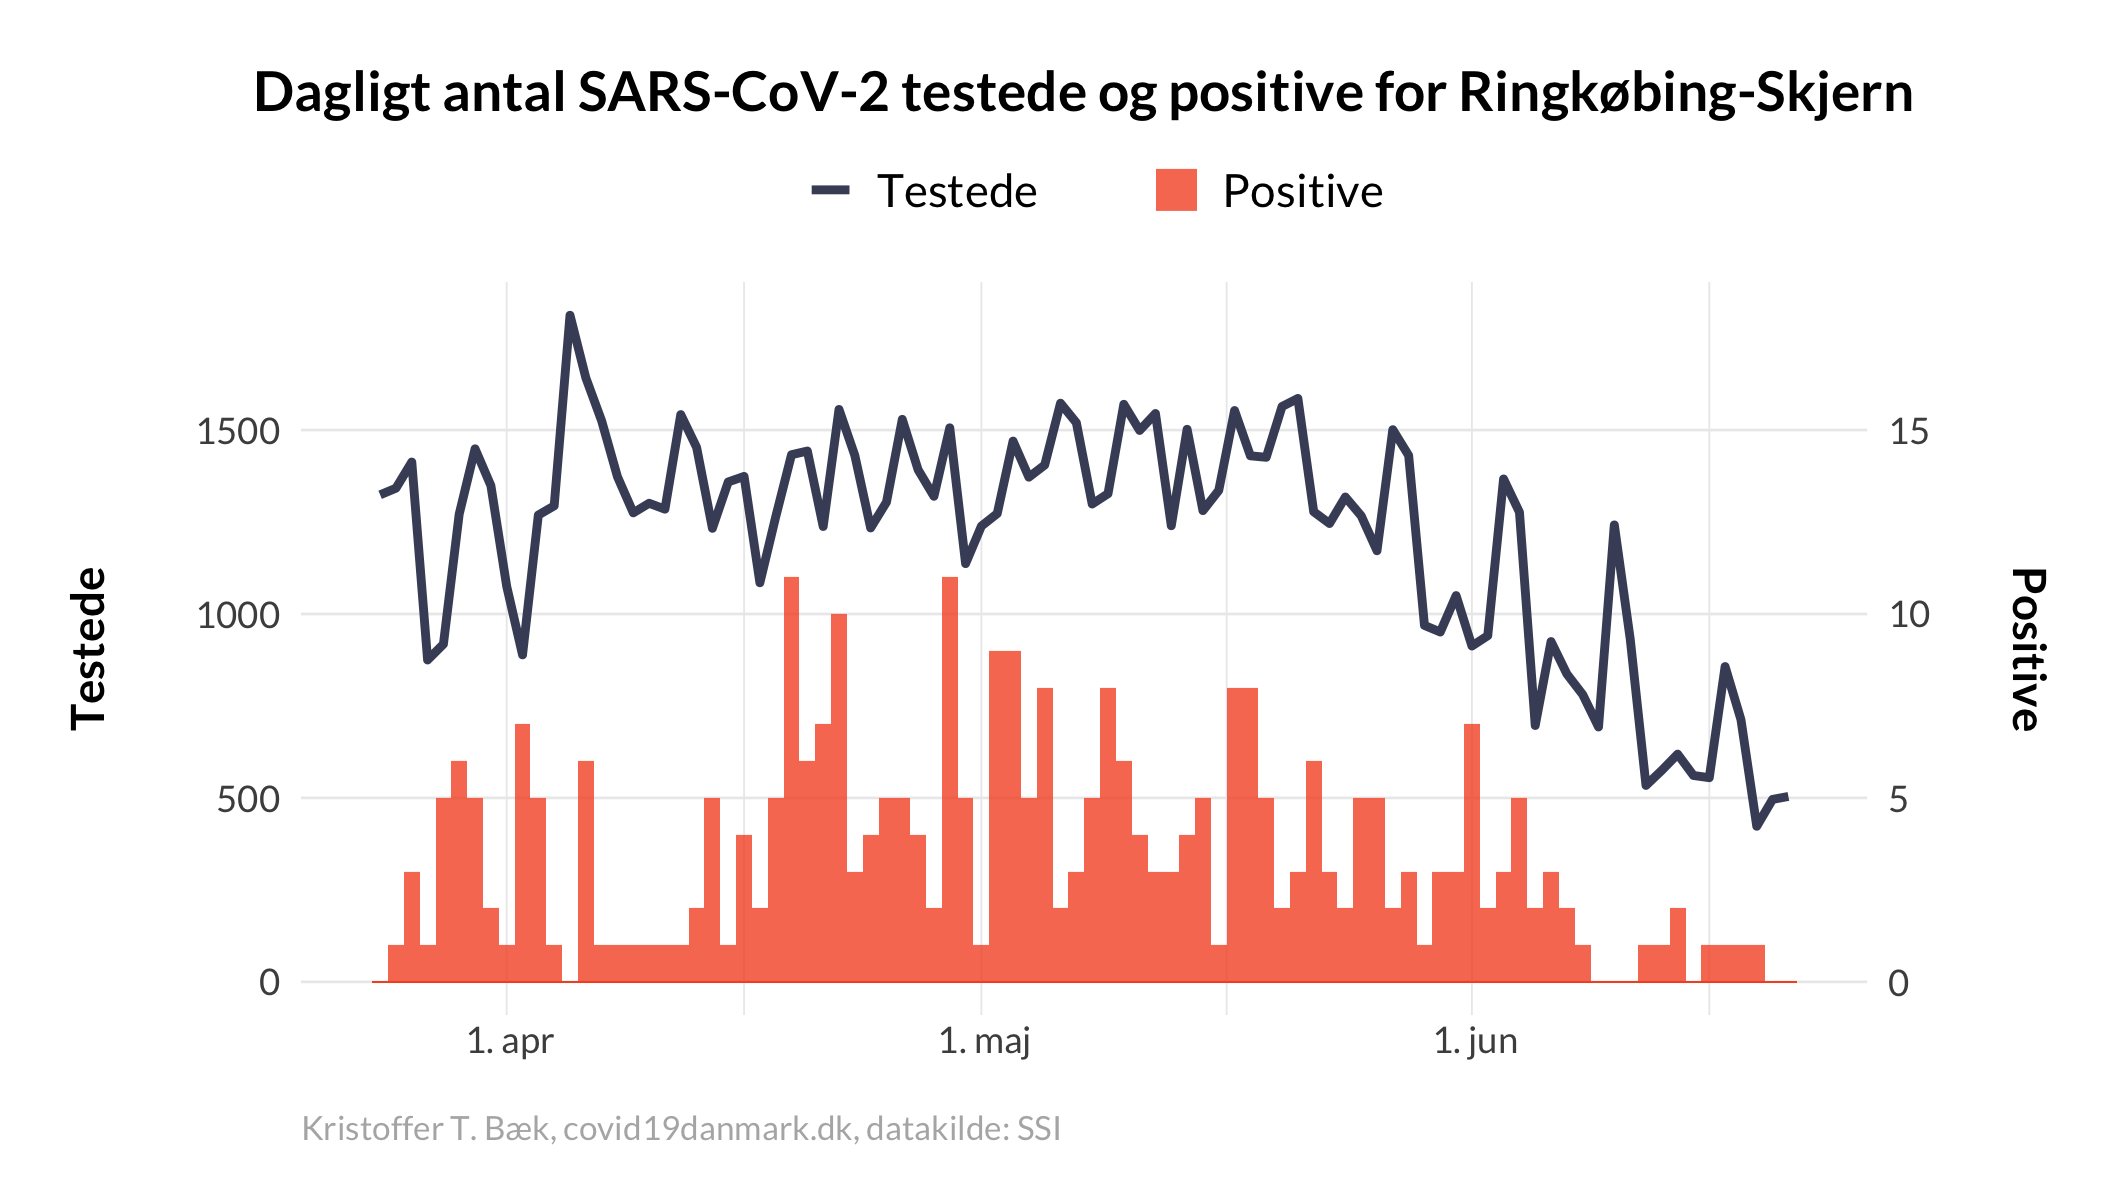 Dagligt antal SARS-CoV-2 testede og positive for Ringkøbing-Skjern
Testede
Positive
1500
1000
500
0
15
10
5
0
Testede
Positive
1. apr
1. maj
1. jun
Kristoffer T. Bæk, covid19danmark.dk, datakilde: SSI